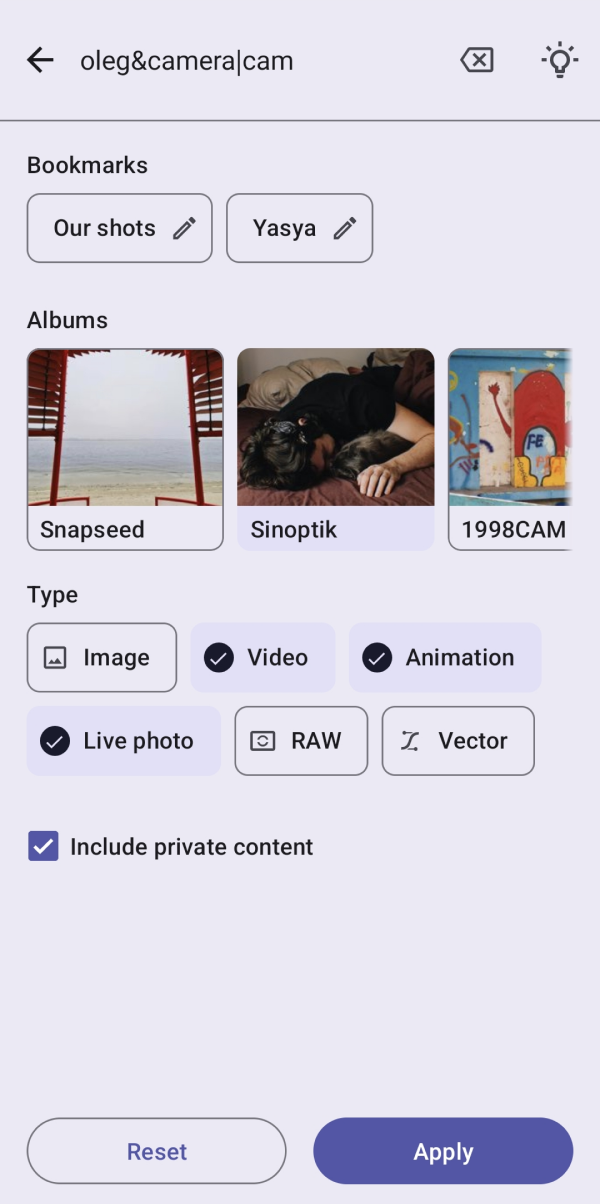 oleg&camera|cam
Bookmarks
Our shots
Yasya
Albums
Snapseed
Sinoptik
1998CAM
Type
Image
Video
Animation
Live photo
RAW
Vector
Include private content
Reset
Apply